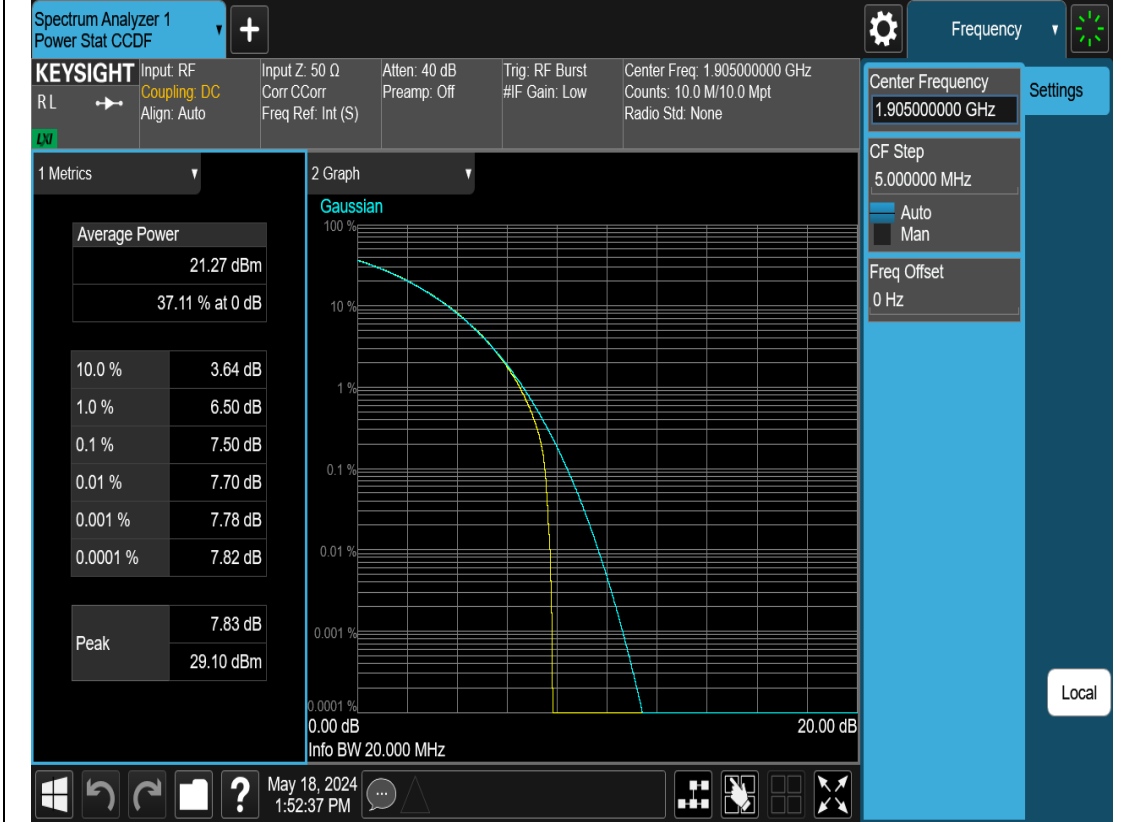 Spectrum Analyzer 1
Power Stat CCDF
+
Frequency
KEYSIGHT
RL
LXI
Input: RF
Coupling: DC
Align: Auto
Input Z: 50 Ω
Corr CCorr
Freq Ref: Int (S)
Atten: 40 dB
Preamp: Off
Trig: RF Burst
#IF Gain: Low
Center Freq: 1.905000000 GHz
Counts: 10.0 M/10.0 Mpt
Radio Std: None
Center Frequency
1.905000000 GHz
Settings
CF Step
5.000000 MHz
Auto
Man
Freq Offset
0 Hz
Local
1 Metrics
Average Power
21.27 dBm
37.11 % at 0 dB
10.0 % 3.64 dB
1.0 % 6.50 dB
0.1 % 7.50 dB
0.01 % 7.70 dB
0.001 % 7.78 dB
0.0001 % 7.82 dB
Peak
7.83 dB
29.10 dBm
2 Graph
Gaussian
100 %
10 %
1 %
0.1 %
0.01 %
0.001 %
0.0001 %
0.00 dB 20.00 dB
Info BW 20.000 MHz
?
May 18, 2024
1:52:37 PM